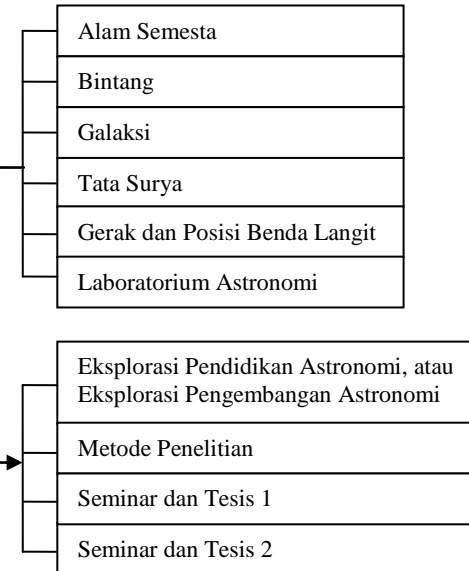 Alam Semesta
Bintang
Galaksi
Tata Surya
Gerak dan Posisi Benda Langit
Laboratorium Astronomi
Eksplorasi Pendidikan Astronomi, atau
Eksplorasi Pengembangan Astronomi
Metode Penelitian
Seminar dan Tesis 1
Seminar dan Tesis 2